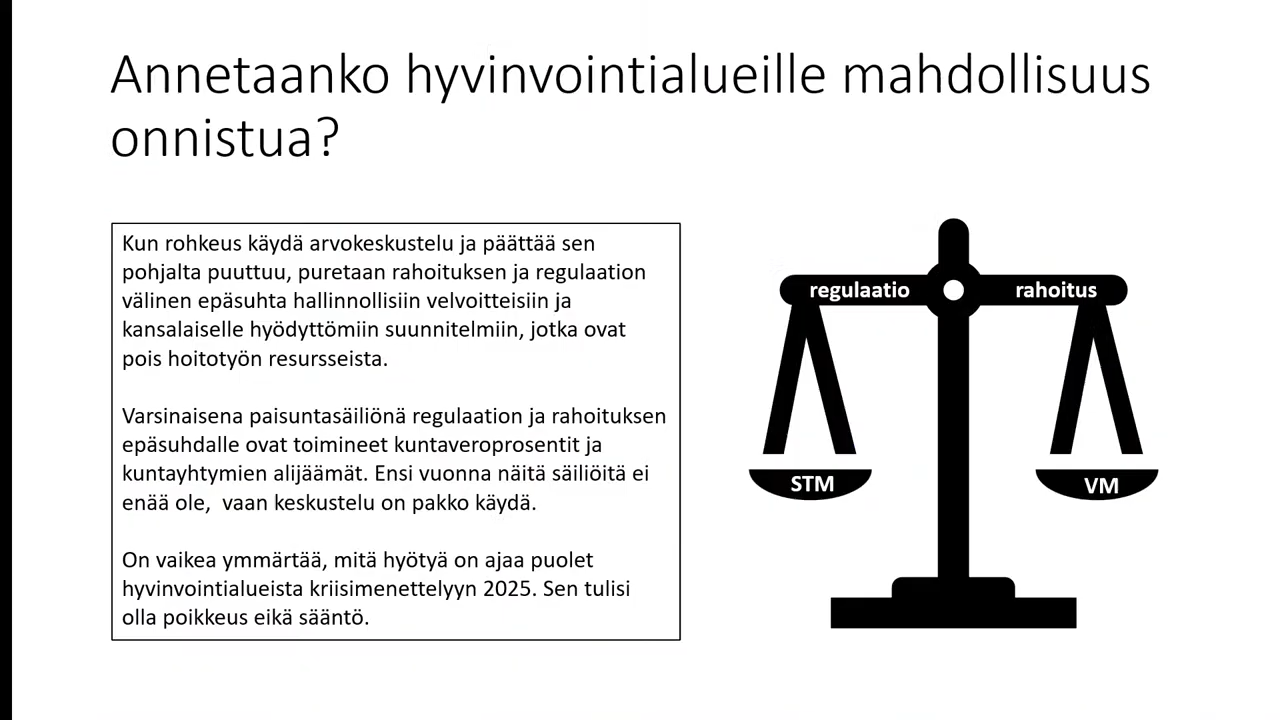 Annetaanko hyvinvointialueille mahdollisuus
onnistua?
Kun rohkeus käydä arvokeskustelu ja päättää sen
pohjalta puuttuu, puretaan rahoituksen ja regulaation
välinen epäsuhta hallinnollisiin velvoitteisiin ja
kansalaiselle hyödyttömiin suunnitelmiin, jotka ovat
pois hoitotyön resursseista.
Varsinaisena paisuntasäiliönä regulaation ja rahoituksen
epäsuhdalle ovat toimineet kuntaveroprosentit ja
kuntayhtymien alijäämät. Ensi vuonna näitä säiliöitä ei
enää ole,  vaan keskustelu on pakko käydä.
On vaikea ymmärtää, mitä hyötyä on ajaa puolet
hyvinvointialueista kriisimenettelyyn 2025. Sen tulisi
olla poikkeus eikä sääntö.
regulaatio
rahoitus
STM
VM